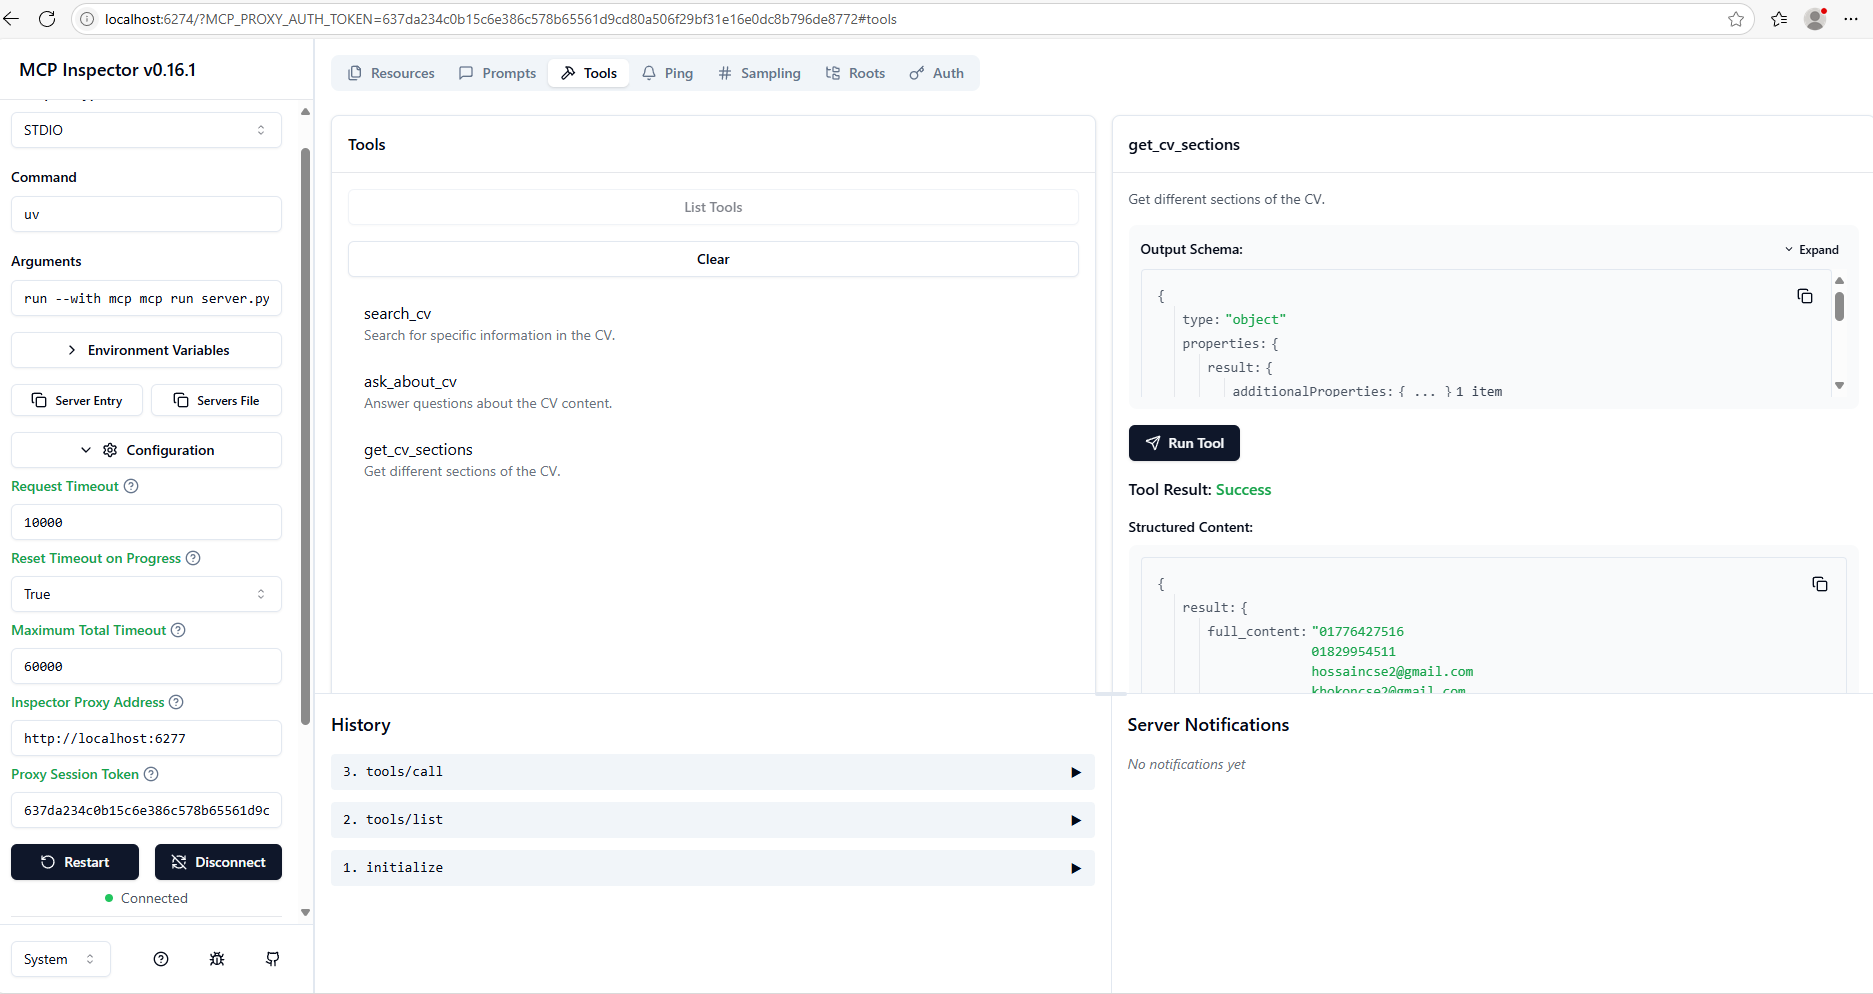 localhost:6274/?MCP_PROXY_AUTH_TOKEN=637da234c0b15c6e386c578b65561d9cd80a506f29bf31e16e0dc8b796de8772#tools
MCP Inspector v0.16.1
STDIO
Command
uv
Arguments
run --with mcp mcp run server.py
Environment Variables
Server Entry
Servers File
Configuration
Request Timeout
10000
Reset Timeout on Progress
True
Maximum Total Timeout
60000
Inspector Proxy Address
http://localhost:6277
Proxy Session Token
637da234c0b15c6e386c578b65561d9c
Restart
Disconnect
Connected
System
Resources
Prompts
Tools
Ping
Sampling
Roots
Auth
Tools
List Tools
Clear
search_cv
Search for specific information in the CV.
ask_about_cv
Answer questions about the CV content.
get_cv_sections
Get different sections of the CV.
get_cv_sections
Get different sections of the CV.
Output Schema:
Expand
{
type: "object"
properties: {
result: {
additionalProperties: { ... } 1 item
Run Tool
Tool Result: Success
Structured Content:
{
result: {
full_content: "01776427516
01829954511
hossaincse2@gmail.com
khokoncse2@gmail.com
History
3. tools/call
2. tools/list
1. initialize
Server Notifications
No notifications yet